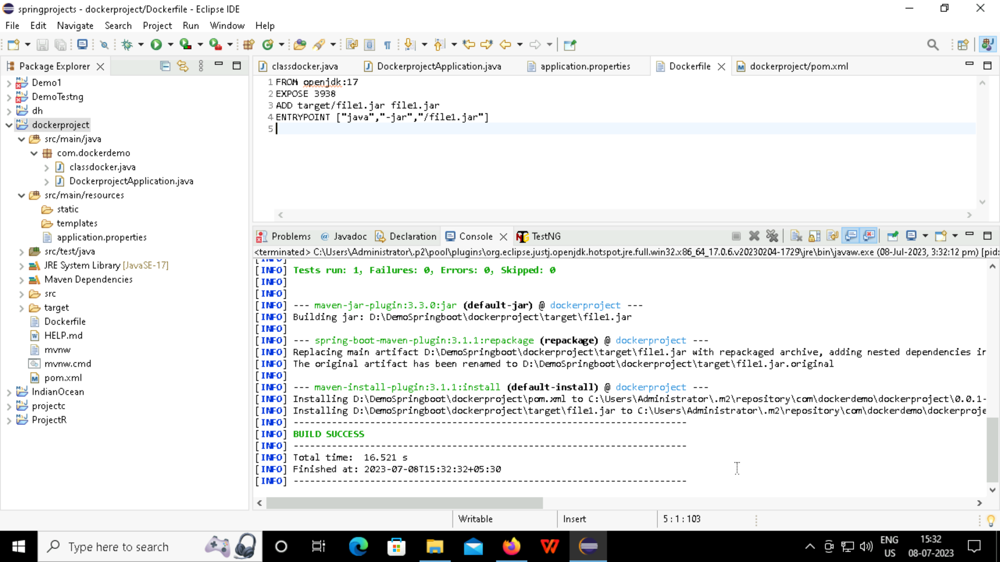 springprojects - dockerproject/Dockerfile - Eclipse IDE
File Edit Navigate Search Project Run Window Help
Package Explorer
Demo1
DemoTestng
dh
dockerproject
src/main/java
com.dockerdemo
classdocker.java
DockerprojectApplication.java
src/main/resources
static
templates
application.properties
src/test/java
JRE System Library [JavaSE-17]
Maven Dependencies
src
target
Dockerfile
HELP.md
mvnw
mvnw.cmd
pom.xml
IndianOcean
projectc
ProjectR
classdocker.java DockerprojectApplication.java application.properties Dockerfile dockerproject/pom.xml
1 FROM openjdk:17
2 EXPOSE 3938
3 ADD target/file1.jar file1.jar
4 ENTRYPOINT ["java","-jar","/file1.jar"]
5
Problems @ Javadoc Declaration Console TestNG
<terminated> C:\Users\Administrator\.p2\pool\plugins\org.eclipse.justj.openjdk.hotspot.jre.full.win32.x86_64_17.0.6.v20230204-1729\jre\bin\javaw.exe (08-Jul-2023, 3:32:12 pm) [pid:
[INFO] Tests run: 1, Failures: 0, Errors: 0, Skipped: 0
[INFO]
[INFO]
[INFO] --- maven-jar-plugin:3.3.0:jar (default-jar) @ dockerproject ---
[INFO] Building jar: D:\DemoSpringboot\dockerproject\target\file1.jar
[INFO]
[INFO] --- spring-boot-maven-plugin:3.1.1:repackage (repackage) @ dockerproject ---
[INFO] Replacing main artifact D:\DemoSpringboot\dockerproject\target\file1.jar with repackaged archive, adding nested dependencies in
[INFO] The original artifact has been renamed to D:\DemoSpringboot\dockerproject\target\file1.jar.original
[INFO]
[INFO] --- maven-install-plugin:3.1.1:install (default-install) @ dockerproject ---
[INFO] Installing D:\DemoSpringboot\dockerproject\pom.xml to C:\Users\Administrator\.m2\repository\com\dockerdemo\dockerproject\0.0.1-
[INFO] Installing D:\DemoSpringboot\dockerproject\target\file1.jar to C:\Users\Administrator\.m2\repository\com\dockerdemo\dockerproje
[INFO] ------------------------------------------------------------------------
[INFO] BUILD SUCCESS
[INFO] ------------------------------------------------------------------------
[INFO] Total time:  16.521 s
[INFO] Finished at: 2023-07-08T15:32:32+05:30
[INFO] ------------------------------------------------------------------------
Writable Insert 5 : 1 : 103
Type here to search
ENG
US
15:32
08-07-2023